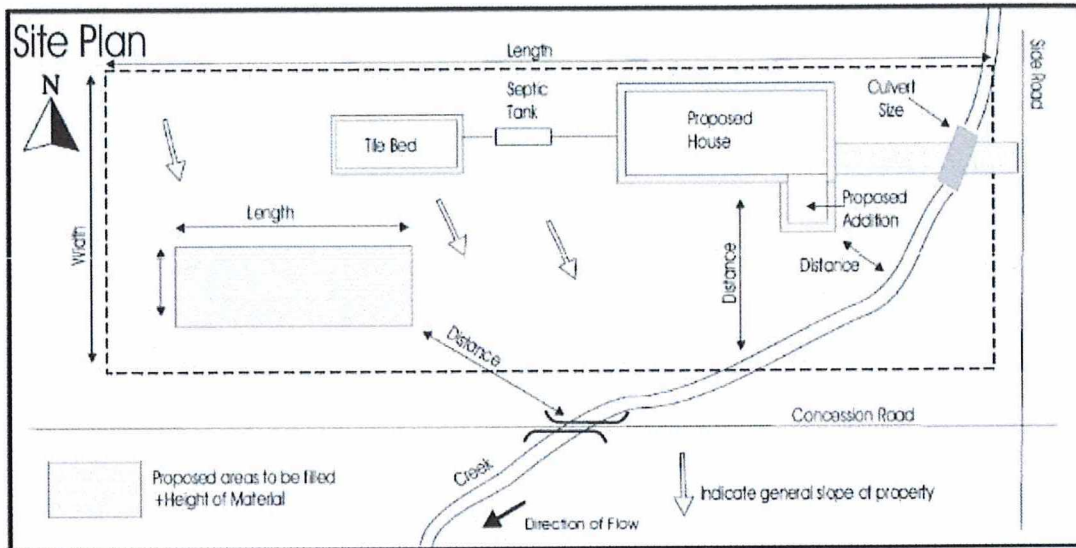 Site Plan
N
Length
Septic
Tank
Culvert
Size
Side Road
Tile Bed
Proposed
House
Proposed
Addition
Length
Width
Distance
Distance
Distance
Concession Road
Creek
Proposed areas to be filled
+Height of Material
Indicate general slope of property
Direction of Flow